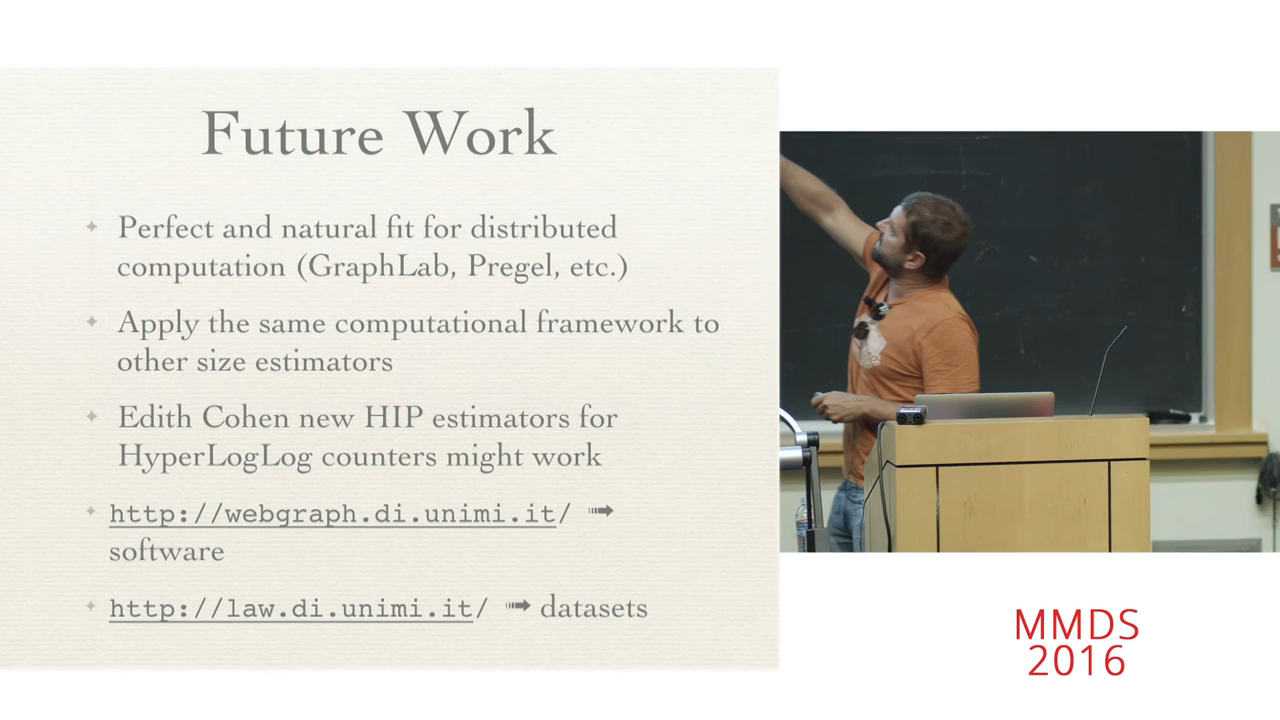 Future Work
Perfect and natural fit for distributed
computation (GraphLab, Pregel, etc.)
Apply the same computational framework to
other size estimators
Edith Cohen new HIP estimators for
HyperLogLog counters might work
http://webgraph.di.unimi.it/ ➟
software
http://law.di.unimi.it/ ➟ datasets
MMDS
2016